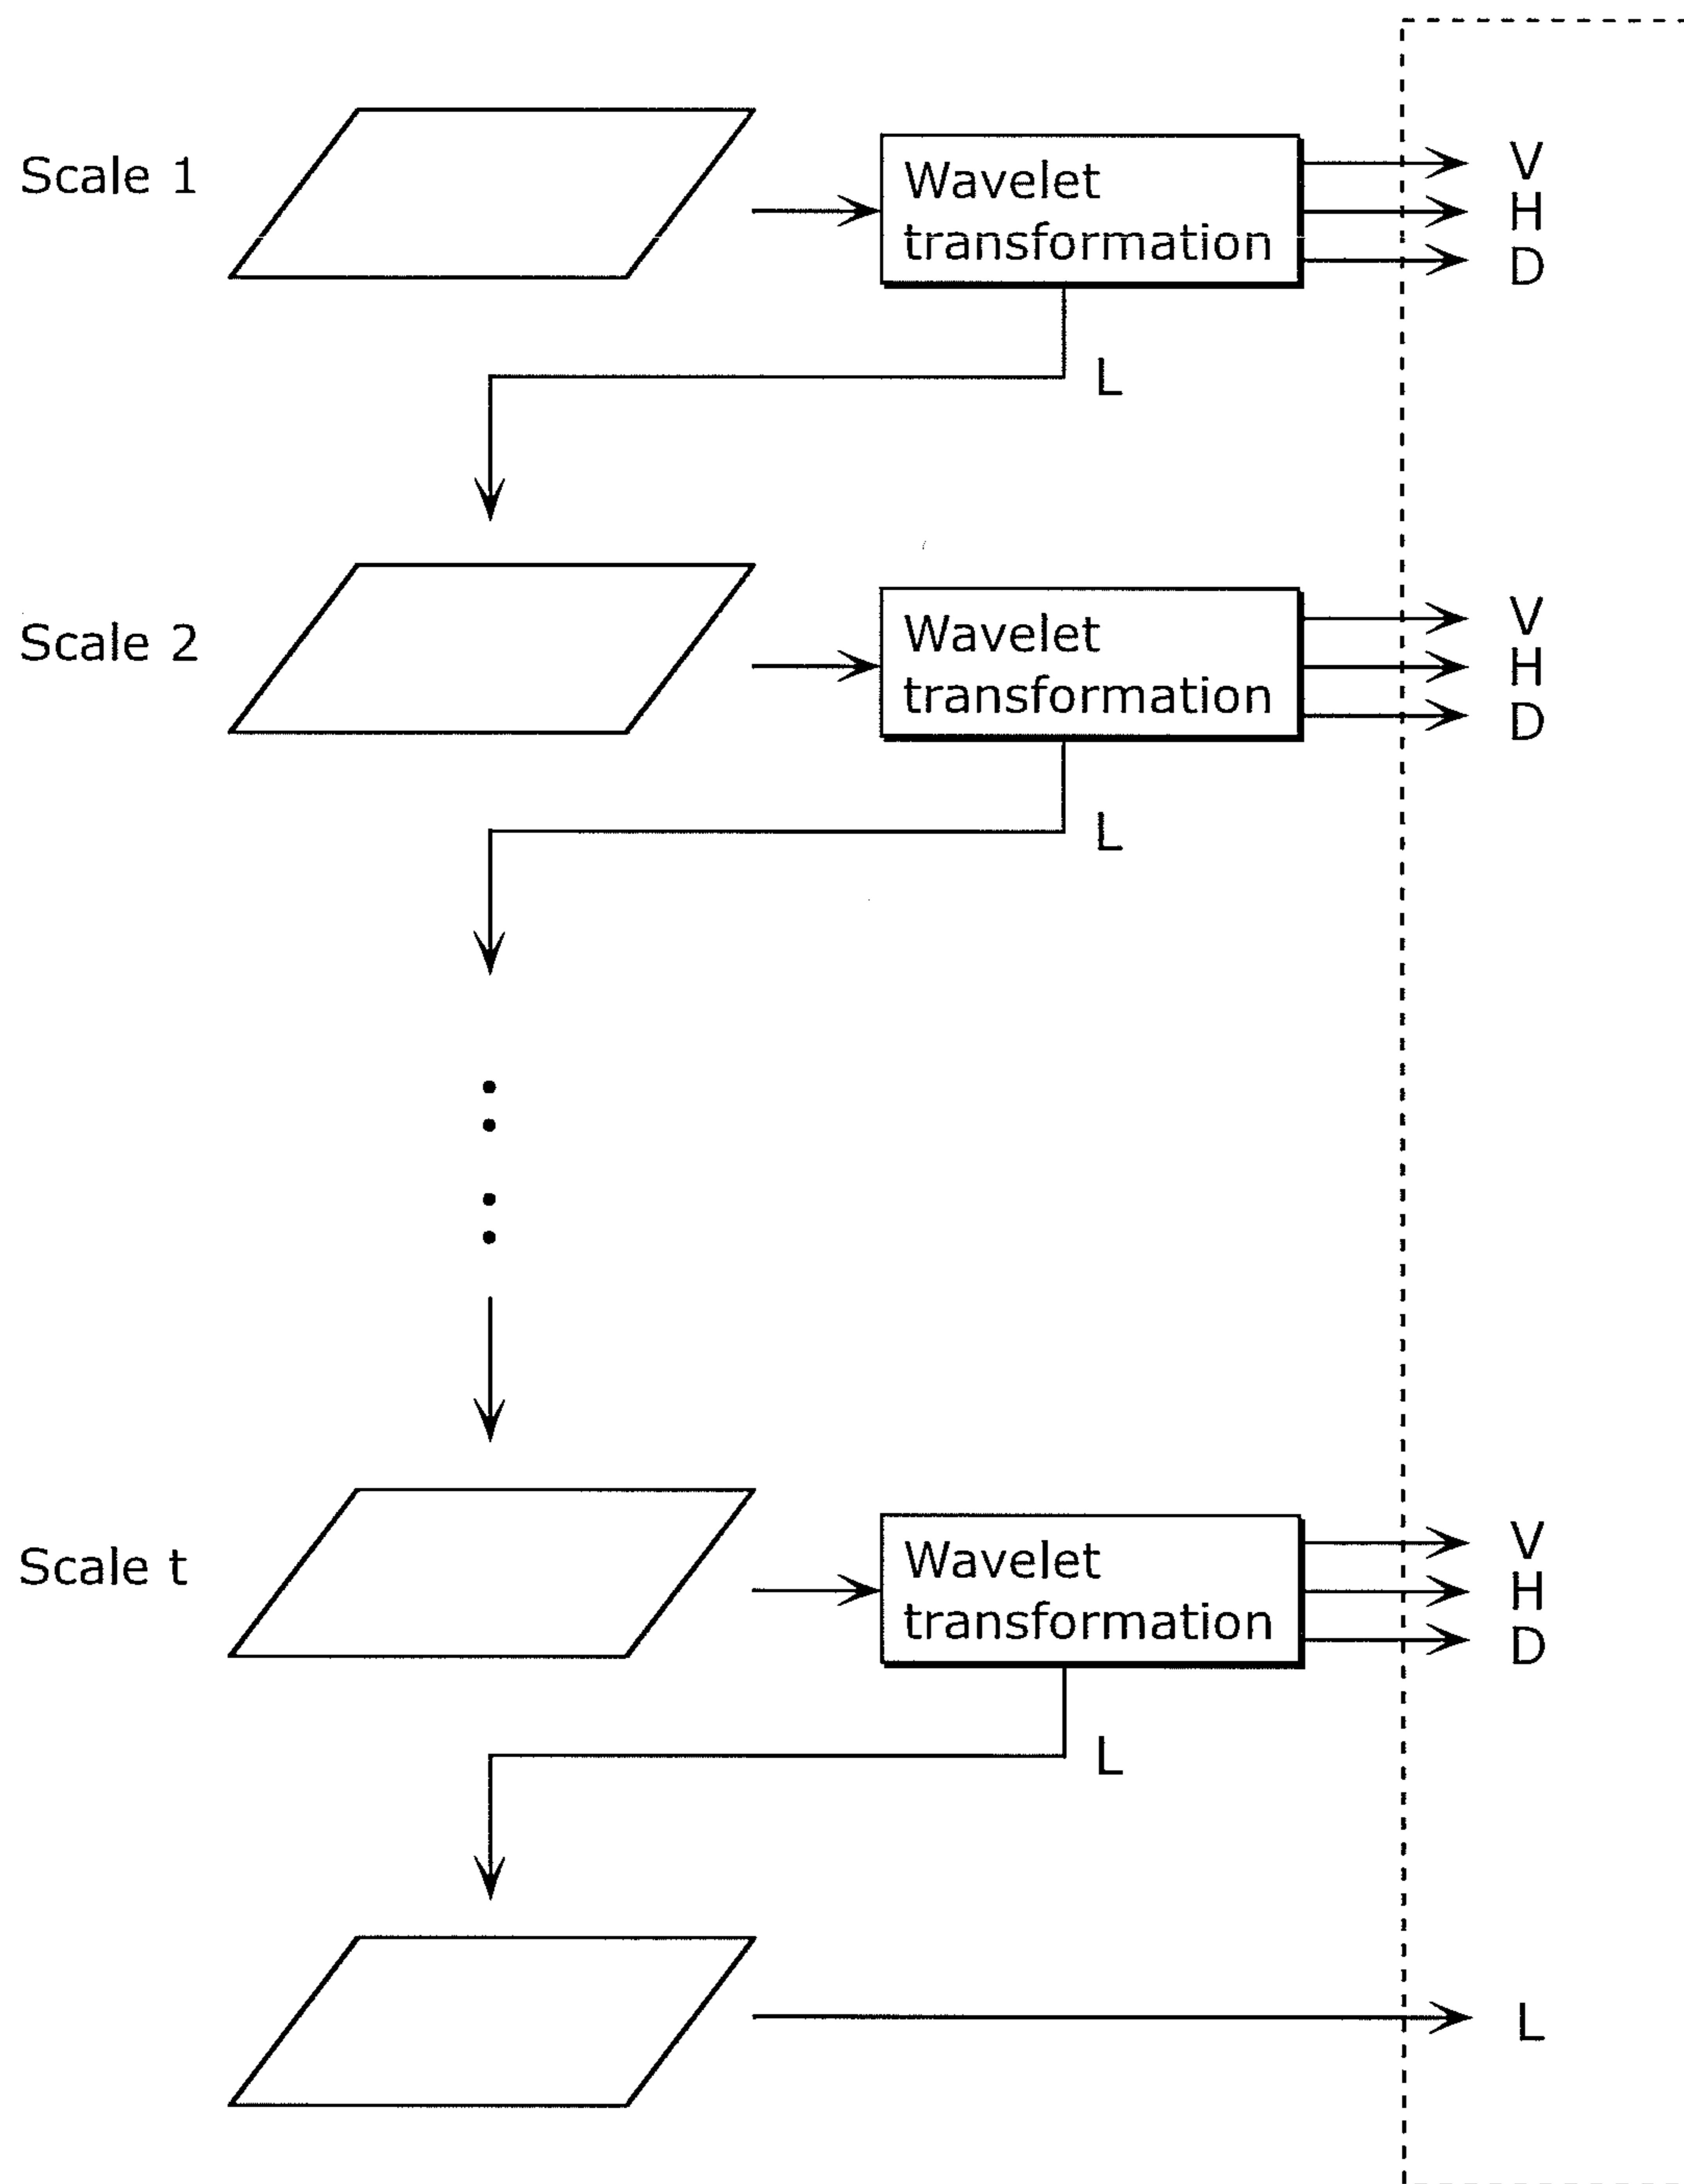 Scale 1
Wavelet
transformation
V
H
D
L
Scale 2
Wavelet
transformation
V
H
D
L
Scale t
Wavelet
transformation
V
H
D
L
L